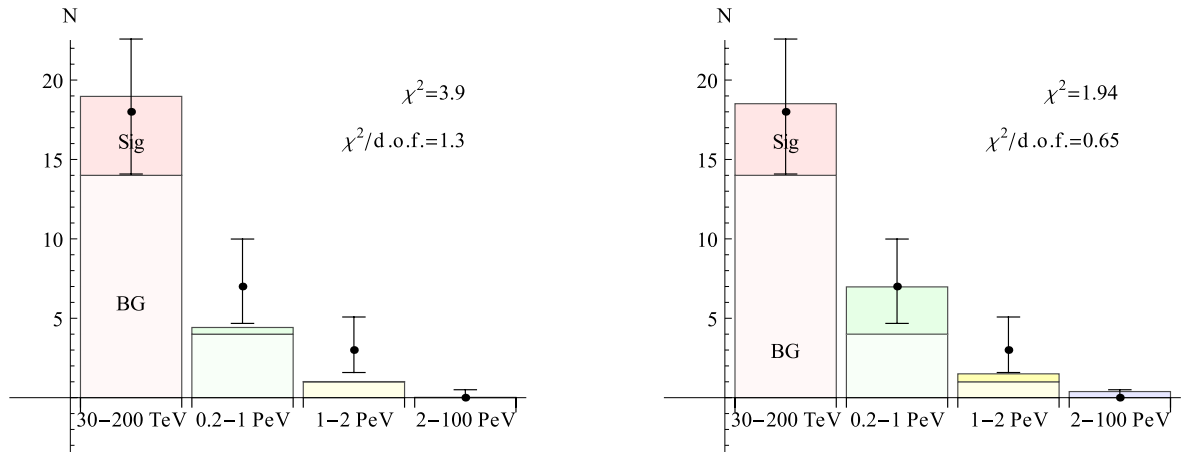 N
20
15
10
5
χ²=3.9
χ²/d.o.f.=1.3
Sig
BG
30−200 TeV 0.2−1 PeV 1−2 PeV 2−100 PeV
N
20
15
10
5
χ²=1.94
χ²/d.o.f.=0.65
Sig
BG
30−200 TeV 0.2−1 PeV 1−2 PeV 2−100 PeV